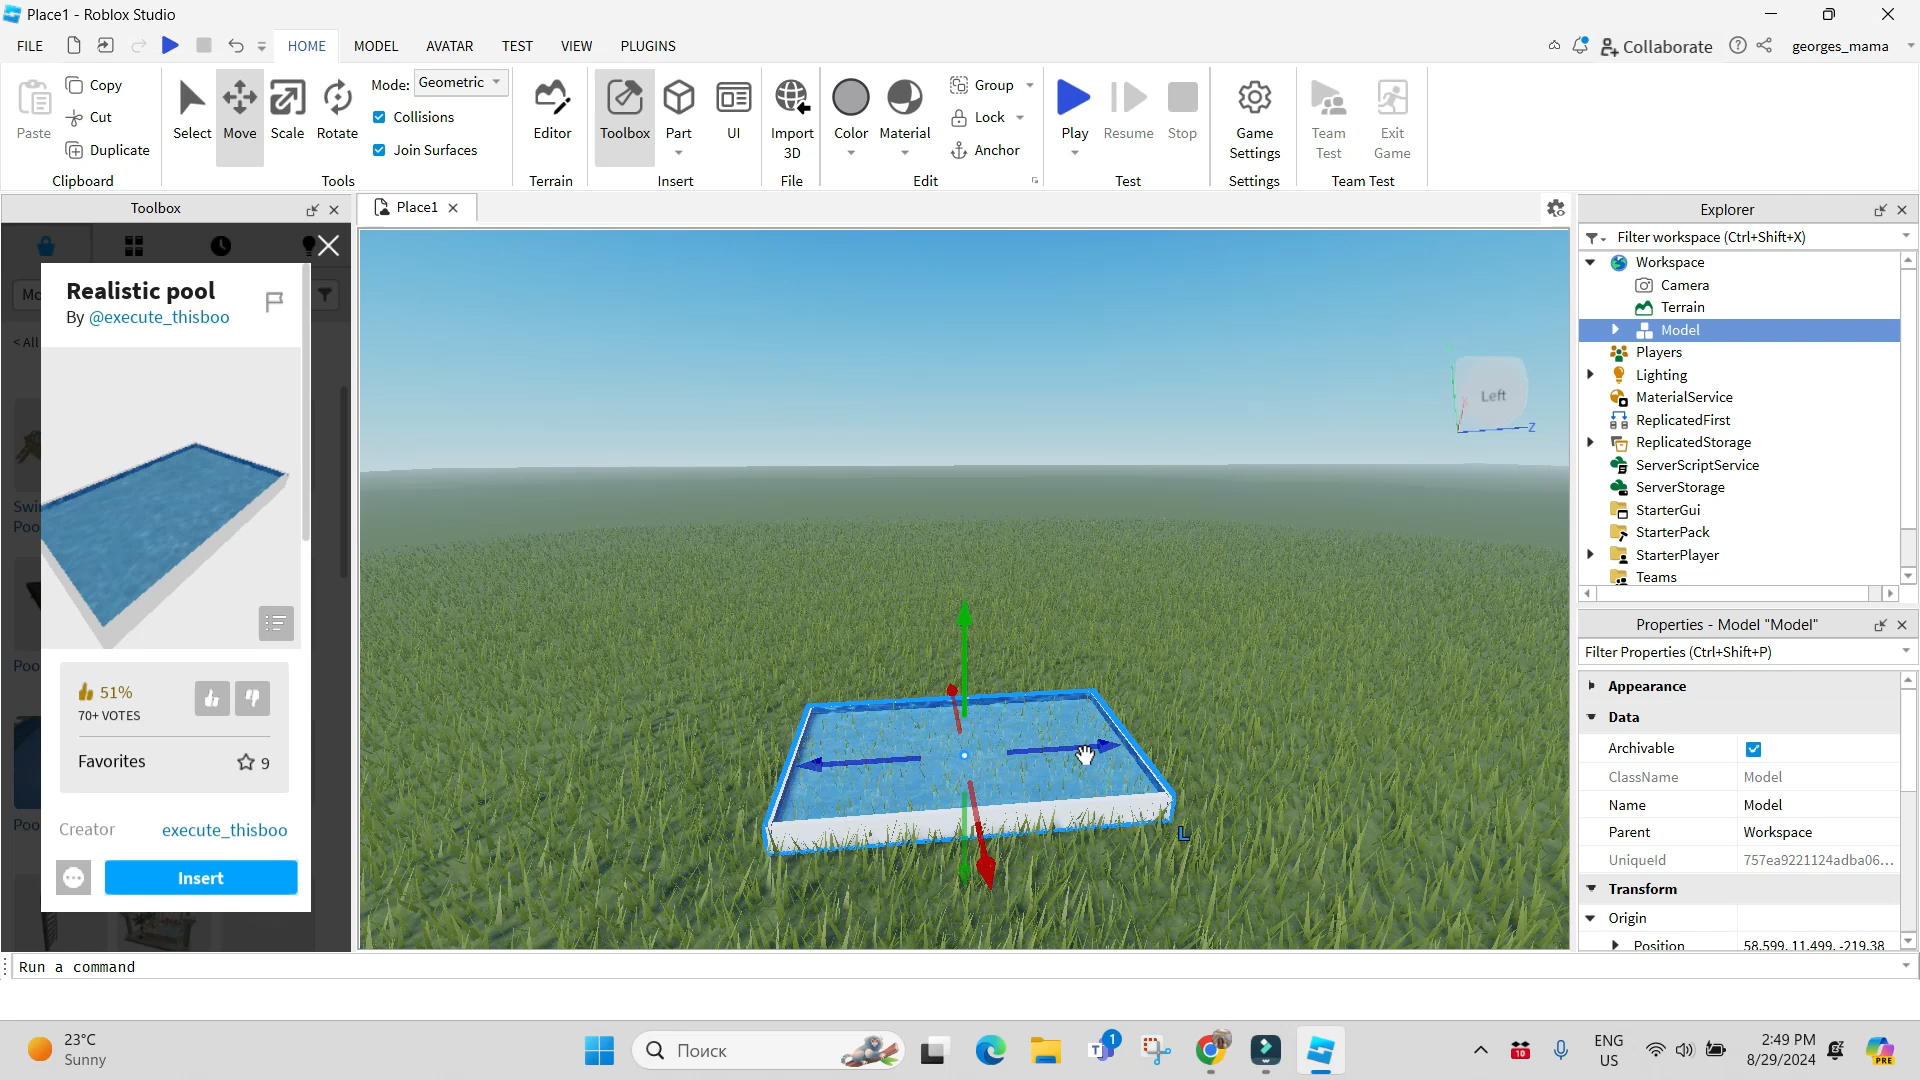 Place1 - Roblox Studio
FILE HOME MODEL AVATAR TEST VIEW PLUGINS Collaborate georges_mama
Paste Copy Cut Duplicate
Clipboard
Select Move Scale Rotate Mode: Geometric
Collisions
Join Surfaces
Tools
Editor
Terrain
Toolbox Part UI
Insert
Import 3D
File
Color Material Group Lock Anchor
Edit
Play Resume Stop
Test
Game Settings
Settings
Team Test Exit Game
Team Test
Toolbox
Place1
Realistic pool
By @execute_thisboo
< All
51%
70+ VOTES
Favorites 9
Creator execute_thisboo
Insert
Left
Z
L
Explorer
Filter workspace (Ctrl+Shift+X)
Workspace
Camera
Terrain
Model
Players
Lighting
MaterialService
ReplicatedFirst
ReplicatedStorage
ServerScriptService
ServerStorage
StarterGui
StarterPack
StarterPlayer
Teams
Properties - Model "Model"
Filter Properties (Ctrl+Shift+P)
Appearance
Data
Archivable
ClassName Model
Name Model
Parent Workspace
UniqueId 757ea9221124adba06...
Transform
Origin
Position 58.599, 11.499, -219.38
Run a command
23°C
Sunny
Поиск
1
10
ENG
US
2:49 PM
8/29/2024
PRE